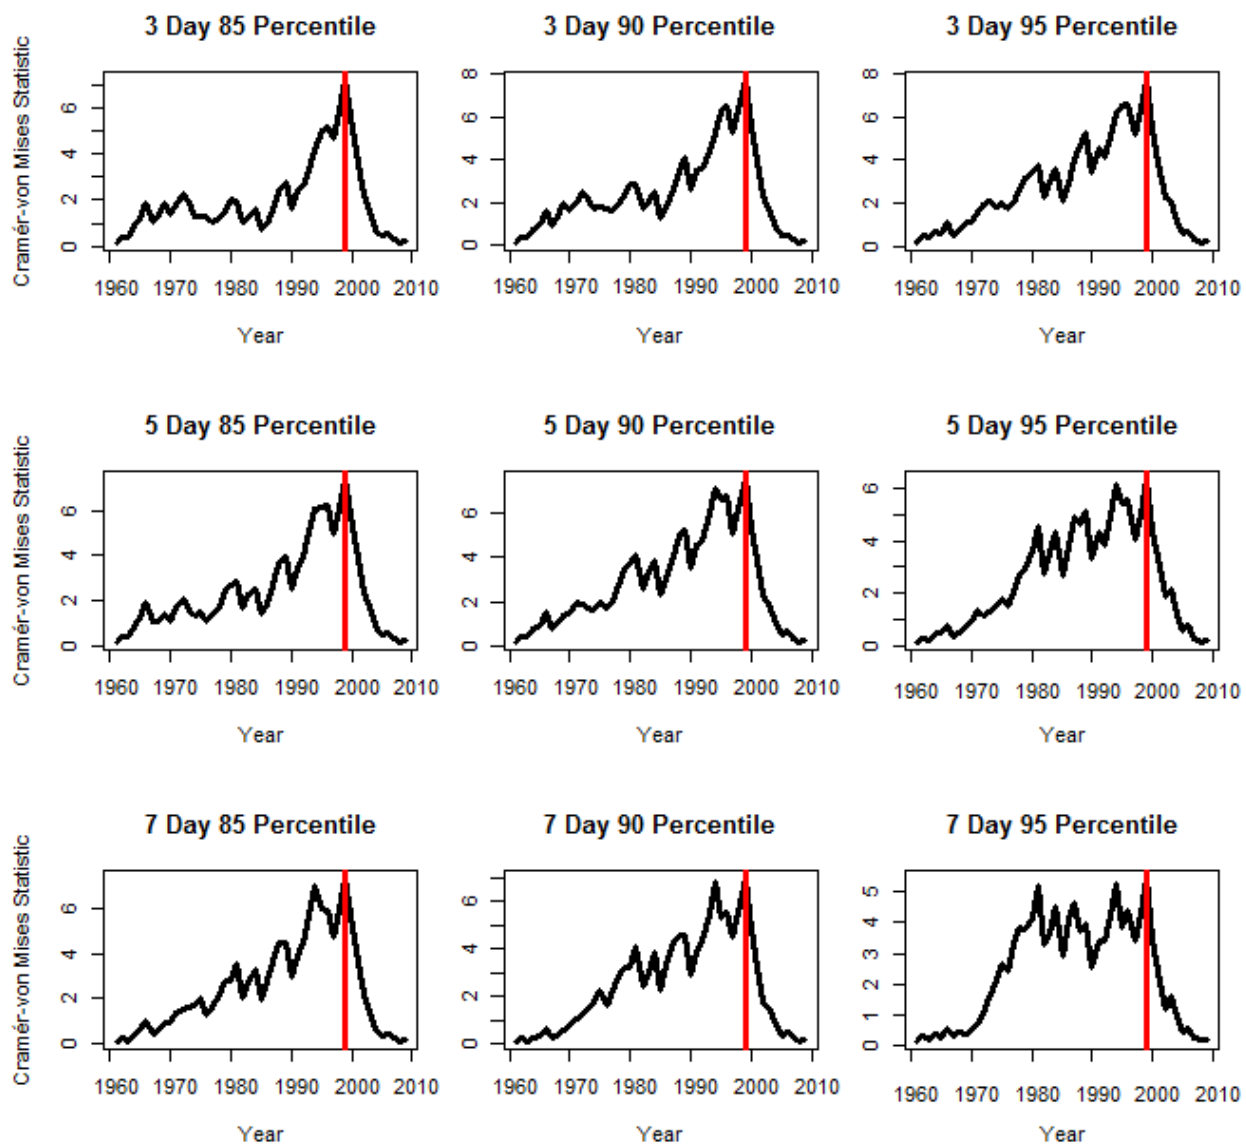 3 Day 85 Percentile
3 Day 90 Percentile
3 Day 95 Percentile
Cramér-von Mises Statistic
0 2 4 6
0 2 4 6 8
0 2 4 6 8
1960 1970 1980 1990 2000 2010
1960 1970 1980 1990 2000 2010
1960 1970 1980 1990 2000 2010
Year
Year
Year
5 Day 85 Percentile
5 Day 90 Percentile
5 Day 95 Percentile
Cramér-von Mises Statistic
0 2 4 6
0 2 4 6
0 2 4 6
1960 1970 1980 1990 2000 2010
1960 1970 1980 1990 2000 2010
1960 1970 1980 1990 2000 2010
Year
Year
Year
7 Day 85 Percentile
7 Day 90 Percentile
7 Day 95 Percentile
Cramér-von Mises Statistic
0 2 4 6
0 2 4 6
0 1 2 3 4 5
1960 1970 1980 1990 2000 2010
1960 1970 1980 1990 2000 2010
1960 1970 1980 1990 2000 2010
Year
Year
Year